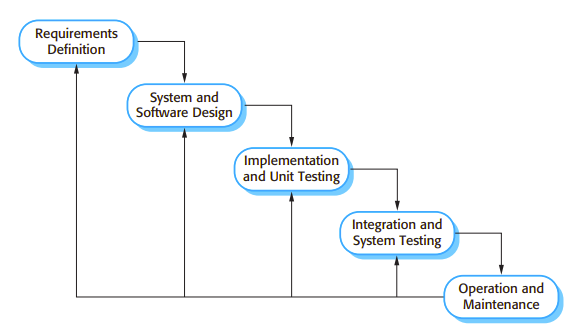 Requirements
Definition
System and
Software Design
Implementation
and Unit Testing
Integration and
System Testing
Operation and
Maintenance